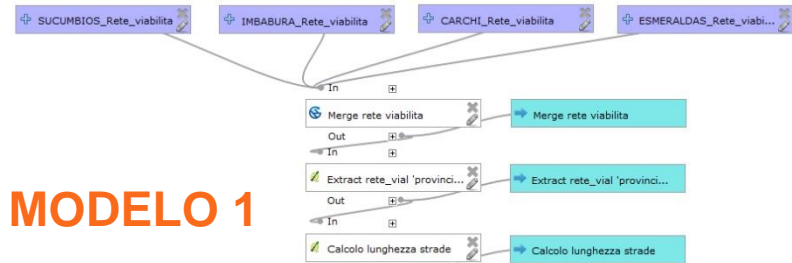 SUCUMBIOS_Rete_viabilita
IMBABURA_Rete_viabilita
CARCHI_Rete_viabilita
ESMERALDAS_Rete_viabi...
In
Merge rete viabilita
Merge rete viabilita
Out
In
Extract rete_vial 'provinci...
Extract rete_vial 'provinci...
Out
In
MODELO 1
Calcolo lunghezza strade
Calcolo lunghezza strade